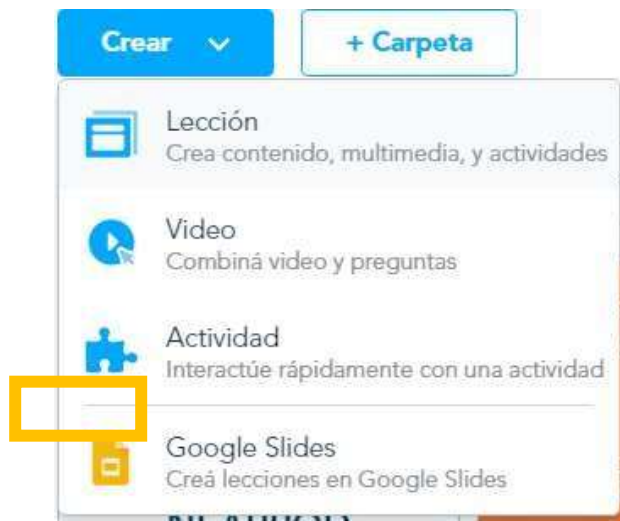 Crear
+ Carpeta
Lección
Crea contenido, multimedia, y actividades
Video
Combiná video y preguntas
Actividad
Interactúe rápidamente con una actividad
Google Slides
Creá lecciones en Google Slides